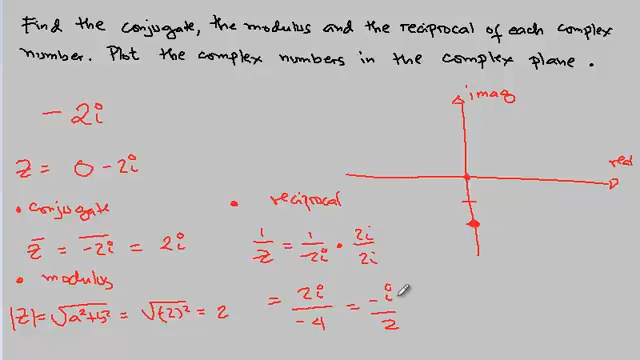 Find the conjugate, the modulus and the reciprocal of each complex
number. Plot the complex numbers in the complex plane.
- 2i
imag
real
z = 0 - 2i
• conjugate
z̄ = \overline{-2i} = 2i
• modulus
|z| = √(a²+b²) = √(-2)² = 2
• reciprocal
1/z = 1/-2i • 2i/2i
= 2i/-4 = -i/2